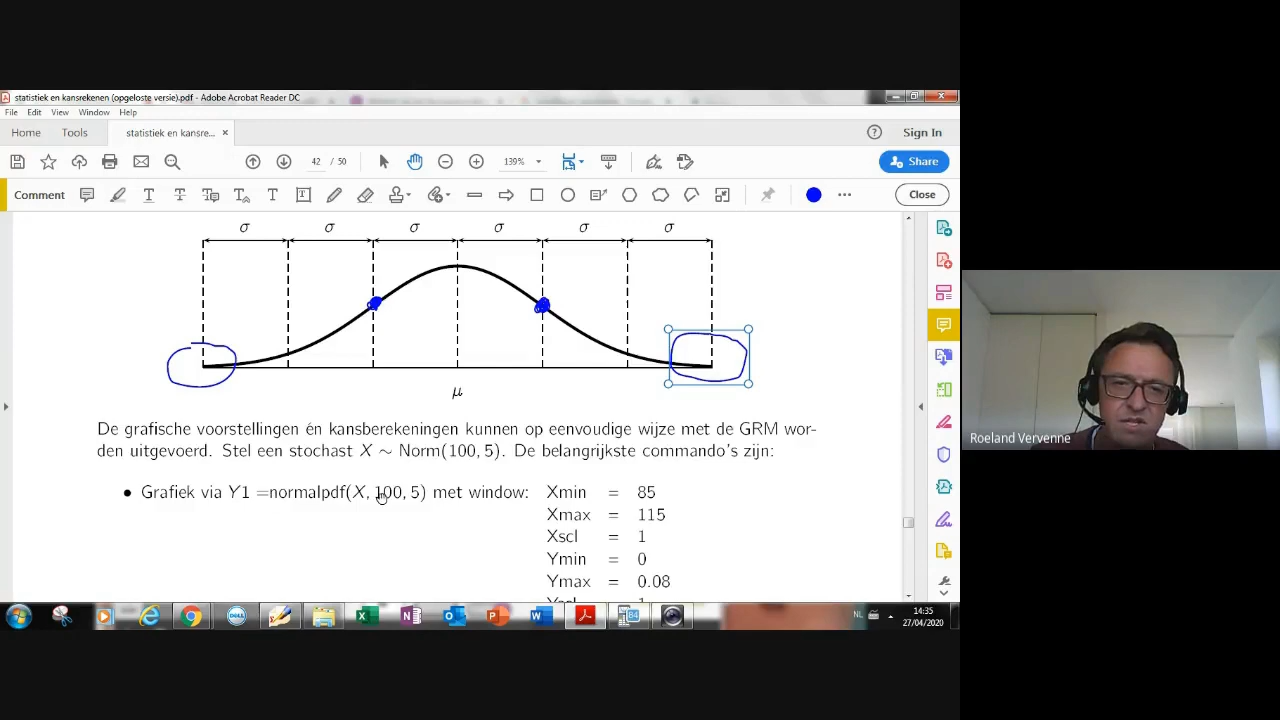 statistiek en kansrekenen (opgeloste versie).pdf - Adobe Acrobat Reader DC
File Edit View Window Help
Home Tools statistiek en kansre... × Sign In
42 / 50 139% Share
Comment Close
σ σ σ σ σ σ
μ
De grafische voorstellingen én kansberekeningen kunnen op eenvoudige wijze met de GRM wor-
den uitgevoerd. Stel een stochast X ∼ Norm(100, 5). De belangrijkste commando's zijn:
• Grafiek via Y1 =normalpdf(X, 100, 5) met window: Xmin = 85
Xmax = 115
Xscl = 1
Ymin = 0
Ymax = 0.08
Roeland Vervenne
NL 14:35
27/04/2020